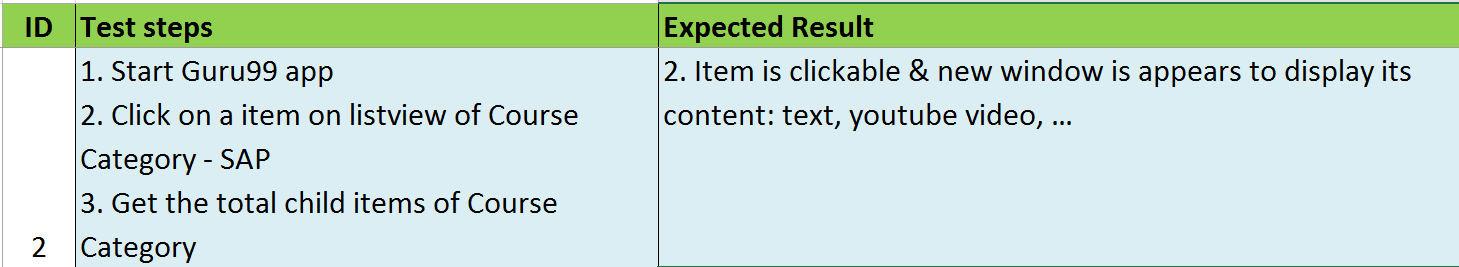 ID Test steps Expected Result
1. Start Guru99 app
2. Click on a item on listview of Course
Category - SAP
3. Get the total child items of Course
Category
2
2. Item is clickable & new window is appears to display its
content: text, youtube video, ...